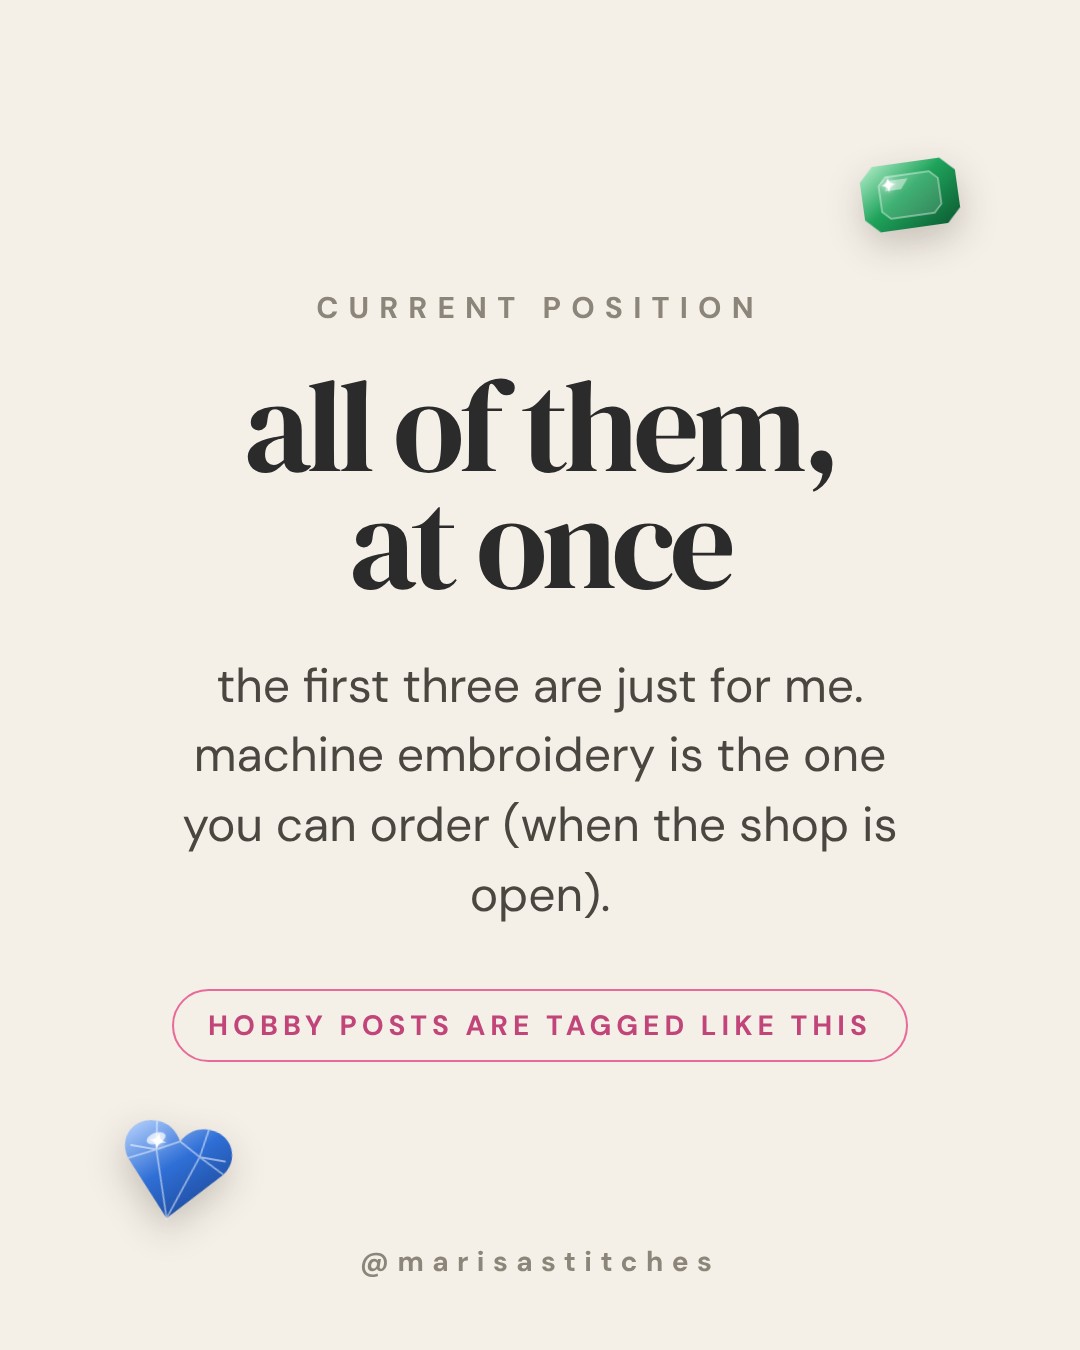 CURRENT POSITION
all of them,
at once
the first three are just for me.
machine embroidery is the one
you can order (when the shop is
open).
HOBBY POSTS ARE TAGGED LIKE THIS
@marisastitches